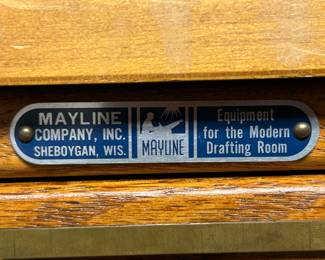 MAYLINE
COMPANY, INC.
SHEBOYGAN, WIS.
MAYLINE
Equipment
for the Modern
Drafting Room